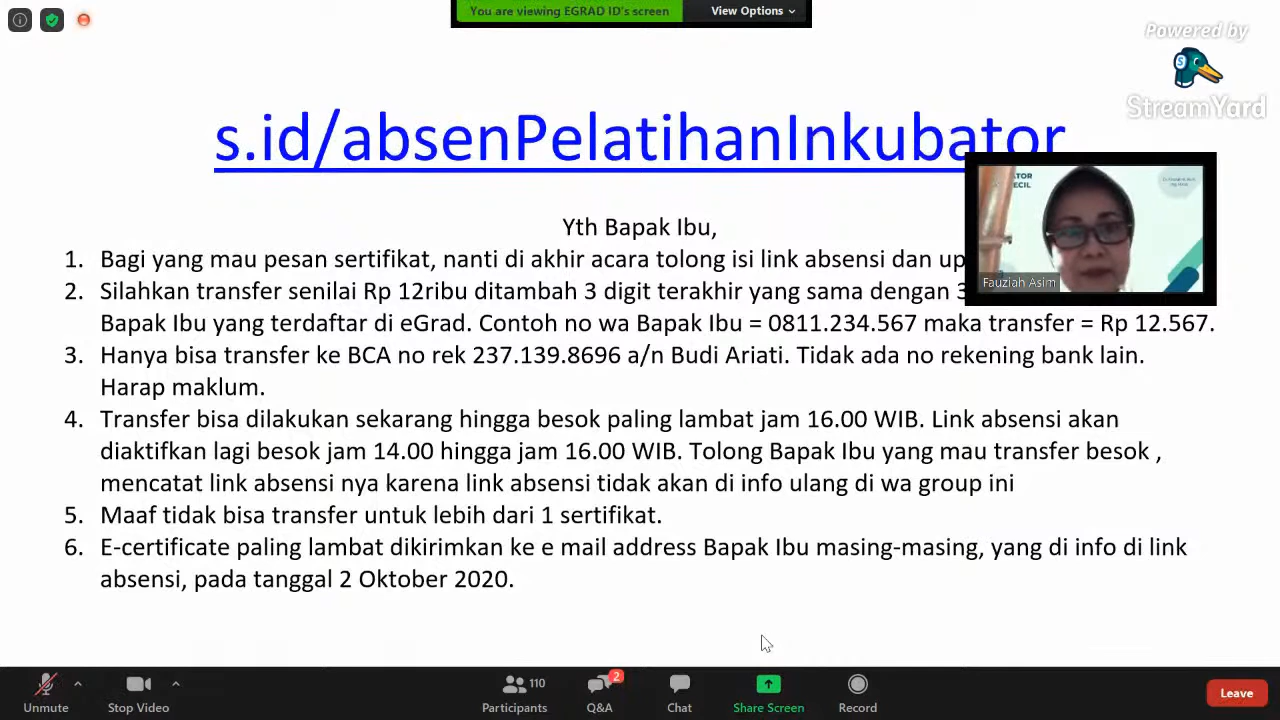 You are viewing EGRAD ID's screen
View Options
Powered by
StreamYard
s.id/absenPelatihanInkubator
Yth Bapak Ibu,
1. Bagi yang mau pesan sertifikat, nanti di akhir acara tolong isi link absensi dan up
2. Silahkan transfer senilai Rp 12ribu ditambah 3 digit terakhir yang sama dengan 3
Bapak Ibu yang terdaftar di eGrad. Contoh no wa Bapak Ibu = 0811.234.567 maka transfer = Rp 12.567.
3. Hanya bisa transfer ke BCA no rek 237.139.8696 a/n Budi Ariati. Tidak ada no rekening bank lain.
Harap maklum.
4. Transfer bisa dilakukan sekarang hingga besok paling lambat jam 16.00 WIB. Link absensi akan
diaktifkan lagi besok jam 14.00 hingga jam 16.00 WIB. Tolong Bapak Ibu yang mau transfer besok ,
mencatat link absensi nya karena link absensi tidak akan di info ulang di wa group ini
5. Maaf tidak bisa transfer untuk lebih dari 1 sertifikat.
6. E-certificate paling lambat dikirimkan ke e mail address Bapak Ibu masing-masing, yang di info di link
absensi, pada tanggal 2 Oktober 2020.
Fauziah Asim
Unmute
Stop Video
110
Participants
2
Q&A
Chat
Share Screen
Record
Leave